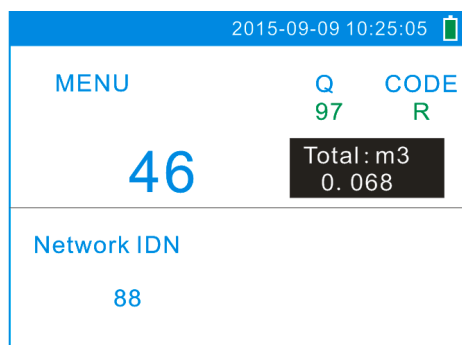 2015-09-09 10:25:05
MENU Q CODE
97 R
46 Total: m3
0. 068
Network IDN
88